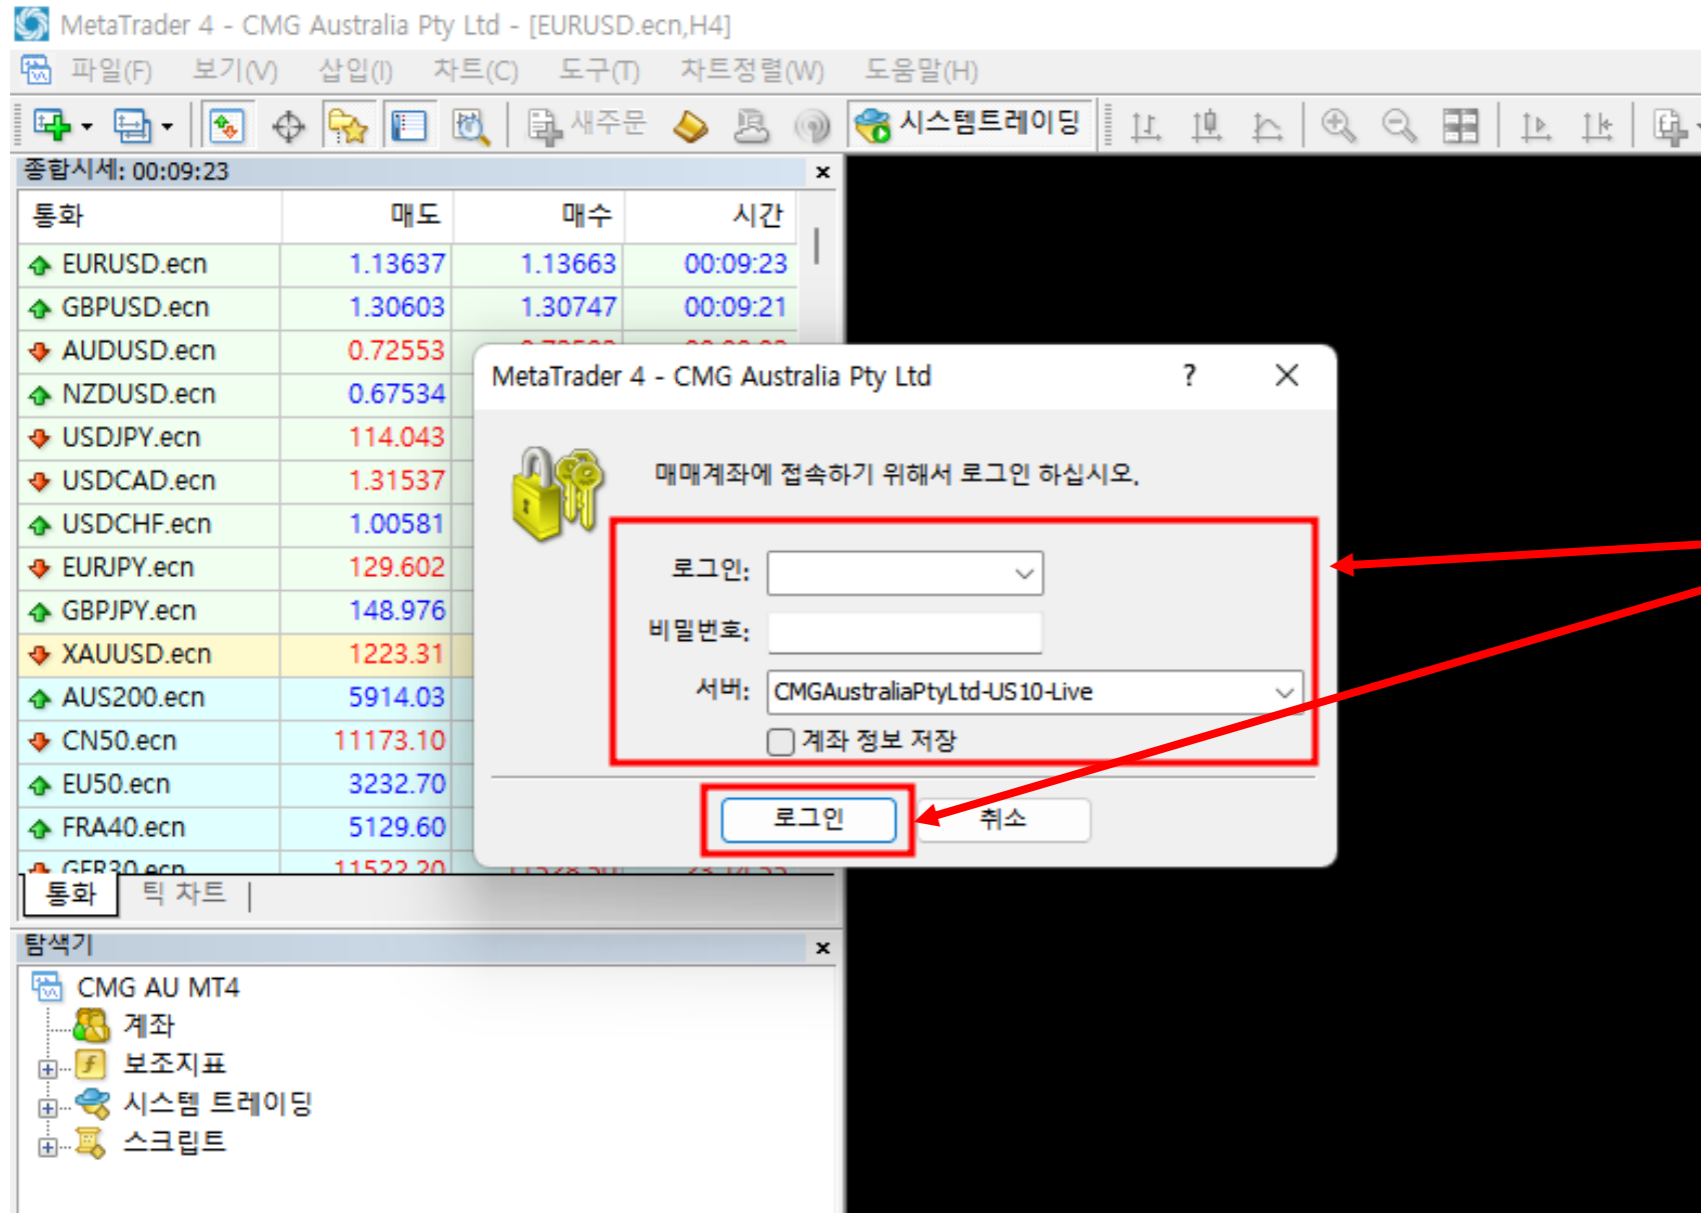 MetaTrader 4 - CMG Australia Pty Ltd - [EURUSD.ecn,H4]
파일(F) 보기(V) 삽입(I) 차트(C) 도구(T) 차트정렬(W) 도움말(H)
새주문 시스템트레이딩
종합시세: 00:09:23
통화 매도 매수 시간
EURUSD.ecn 1.13637 1.13663 00:09:23
GBPUSD.ecn 1.30603 1.30747 00:09:21
AUDUSD.ecn 0.72553
NZDUSD.ecn 0.67534
USDJPY.ecn 114.043
USDCAD.ecn 1.31537
USDCHF.ecn 1.00581
EURJPY.ecn 129.602
GBPJPY.ecn 148.976
XAUUSD.ecn 1223.31
AUS200.ecn 5914.03
CN50.ecn 11173.10
EU50.ecn 3232.70
FRA40.ecn 5129.60
GER30.ecn 11522.20
통화 틱 차트
MetaTrader 4 - CMG Australia Pty Ltd
매매계좌에 접속하기 위해서 로그인 하십시오.
로그인:
비밀번호:
서버: CMGAustraliaPtyLtd-US10-Live
계좌 정보 저장
로그인 취소
탐색기
CMG AU MT4
계좌
보조지표
시스템 트레이딩
스크립트